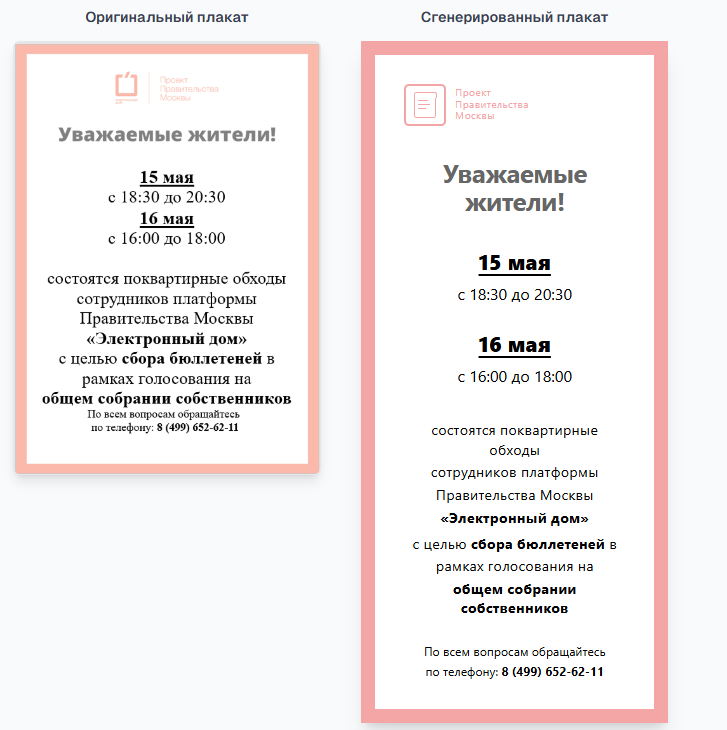 Оригинальный плакат
Проект
Правительства
Москвы
Уважаемые жители!
15 мая
с 18:30 до 20:30
16 мая
с 16:00 до 18:00
состоятся поквартирные обходы
сотрудников платформы
Правительства Москвы
«Электронный дом»
с целью сбора бюллетеней в
рамках голосования на
общем собрании собственников
По всем вопросам обращайтесь
по телефону: 8 (499) 652-62-11
Сгенерированный плакат
Проект
Правительства
Москвы
Уважаемые
жители!
15 мая
с 18:30 до 20:30
16 мая
с 16:00 до 18:00
состоятся поквартирные
обходы
сотрудников платформы
Правительства Москвы
«Электронный дом»
с целью сбора бюллетеней в
рамках голосования на
общем собрании
собственников
По всем вопросам обращайтесь
по телефону: 8 (499) 652-62-11